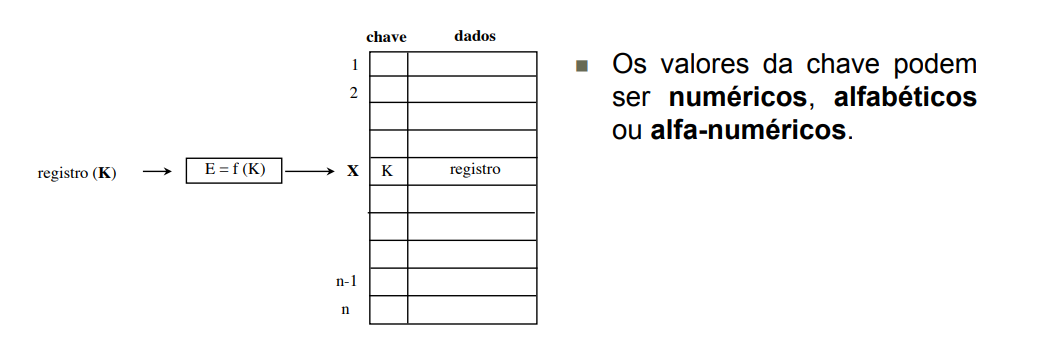 chave dados
1
2
registro (K) E = f (K) X K registro
n-1
n
■ Os valores da chave podem
ser numéricos, alfabéticos
ou alfa-numéricos.